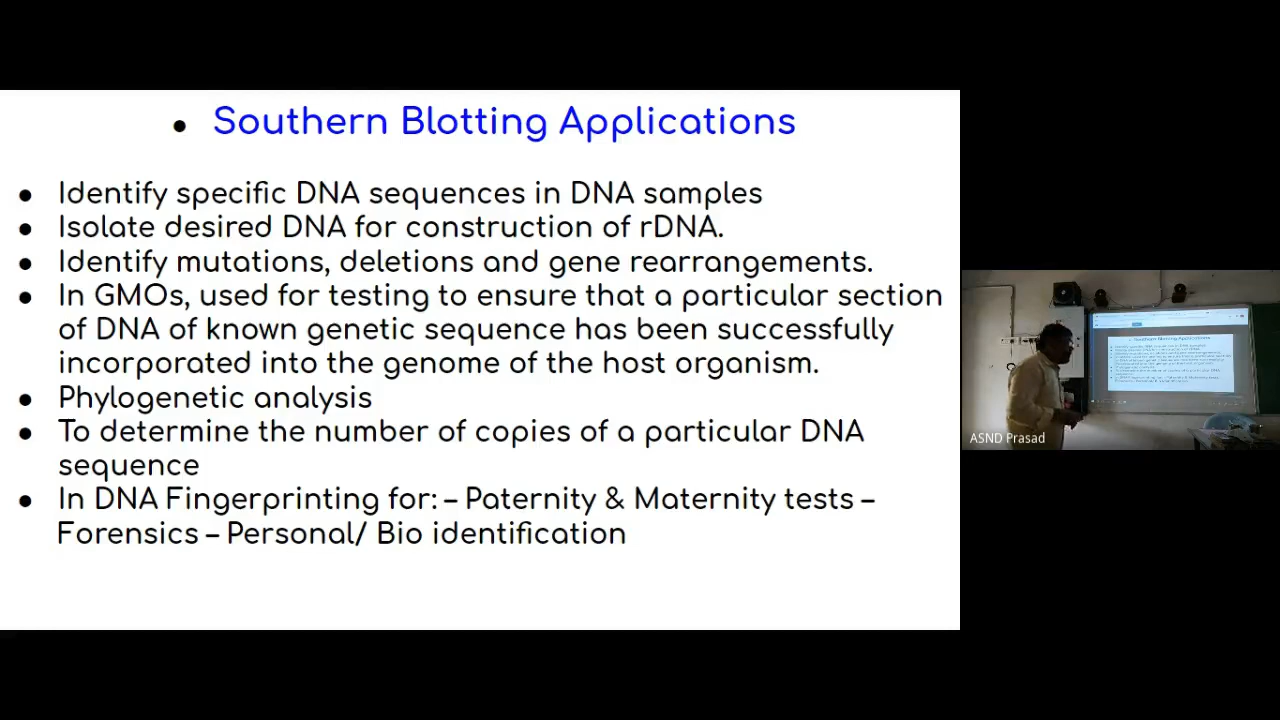 • Southern Blotting Applications
• Identify specific DNA sequences in DNA samples
• Isolate desired DNA for construction of rDNA.
• Identify mutations, deletions and gene rearrangements.
• In GMOs, used for testing to ensure that a particular section
of DNA of known genetic sequence has been successfully
incorporated into the genome of the host organism.
• Phylogenetic analysis
• To determine the number of copies of a particular DNA
sequence
• In DNA Fingerprinting for: – Paternity & Maternity tests –
Forensics – Personal/ Bio identification
ASND Prasad
Southern Blotting Applications